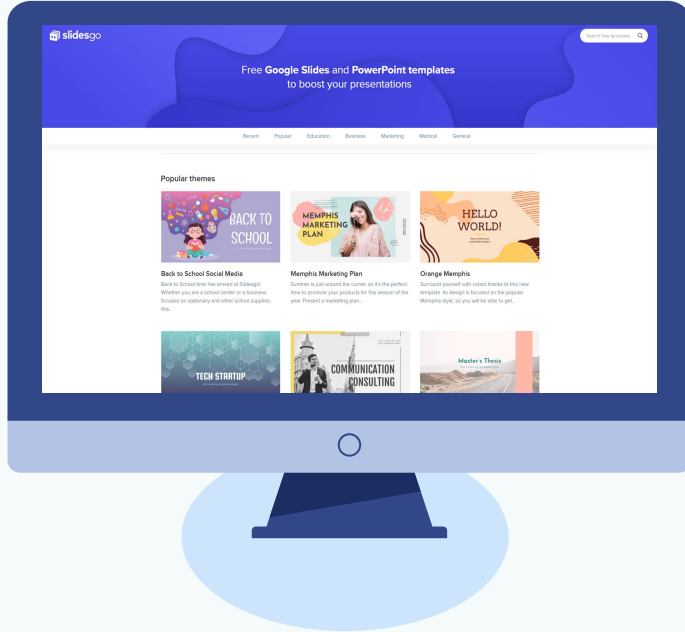 slidesgo
Search free templates
Free Google Slides and PowerPoint templates
to boost your presentations
Recent Popular Education Business Marketing Medical General
Popular themes
BACK TO
SCHOOL
MEMPHIS
MARKETING
PLAN
HELLO
WORLD!
Back to School Social Media
Back to School time has arrived at Slidesgo!
Whether you are a school center or a business
focused on stationary and other school supplies,
this...
Memphis Marketing Plan
Summer is just around the corner, so it's the perfect
time to promote your products for this season of the
year. Present a marketing plan...
Orange Memphis
Surround yourself with colors thanks to this new
template. Its design is focused on the popular
Memphis style, so you will be able to get...
TECH STARTUP
COMMUNICATION
CONSULTING
Master's Thesis